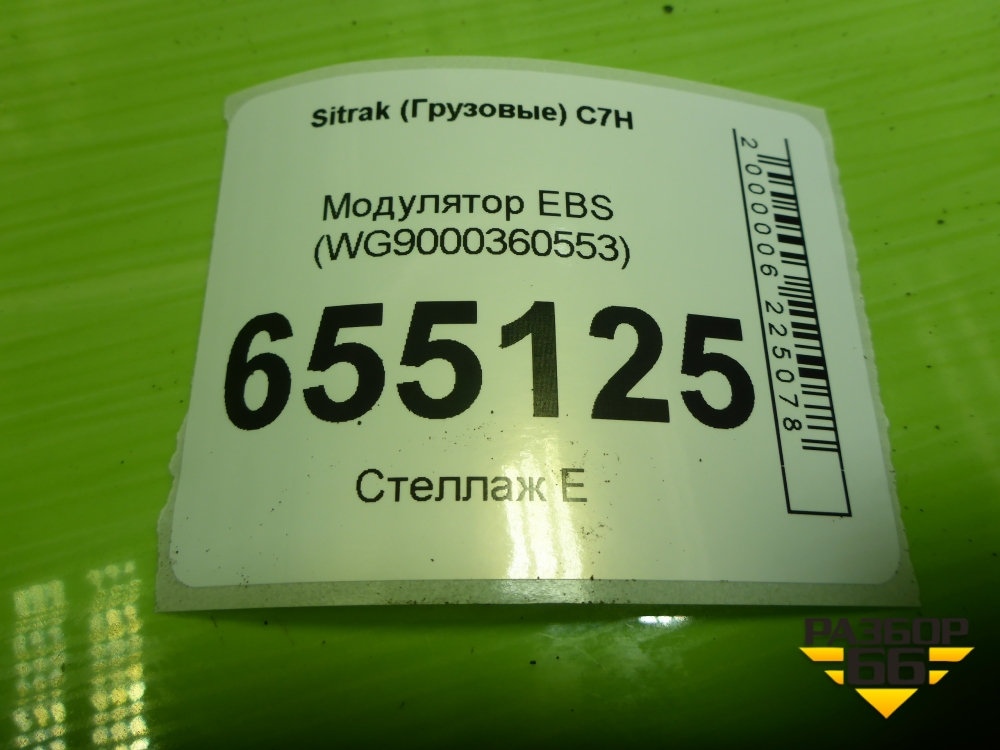 Sitrak (Грузовые) C7H
Модулятор EBS
(WG9000360553)
655125
Стеллаж E
2000006225078
РАЗБОР
66